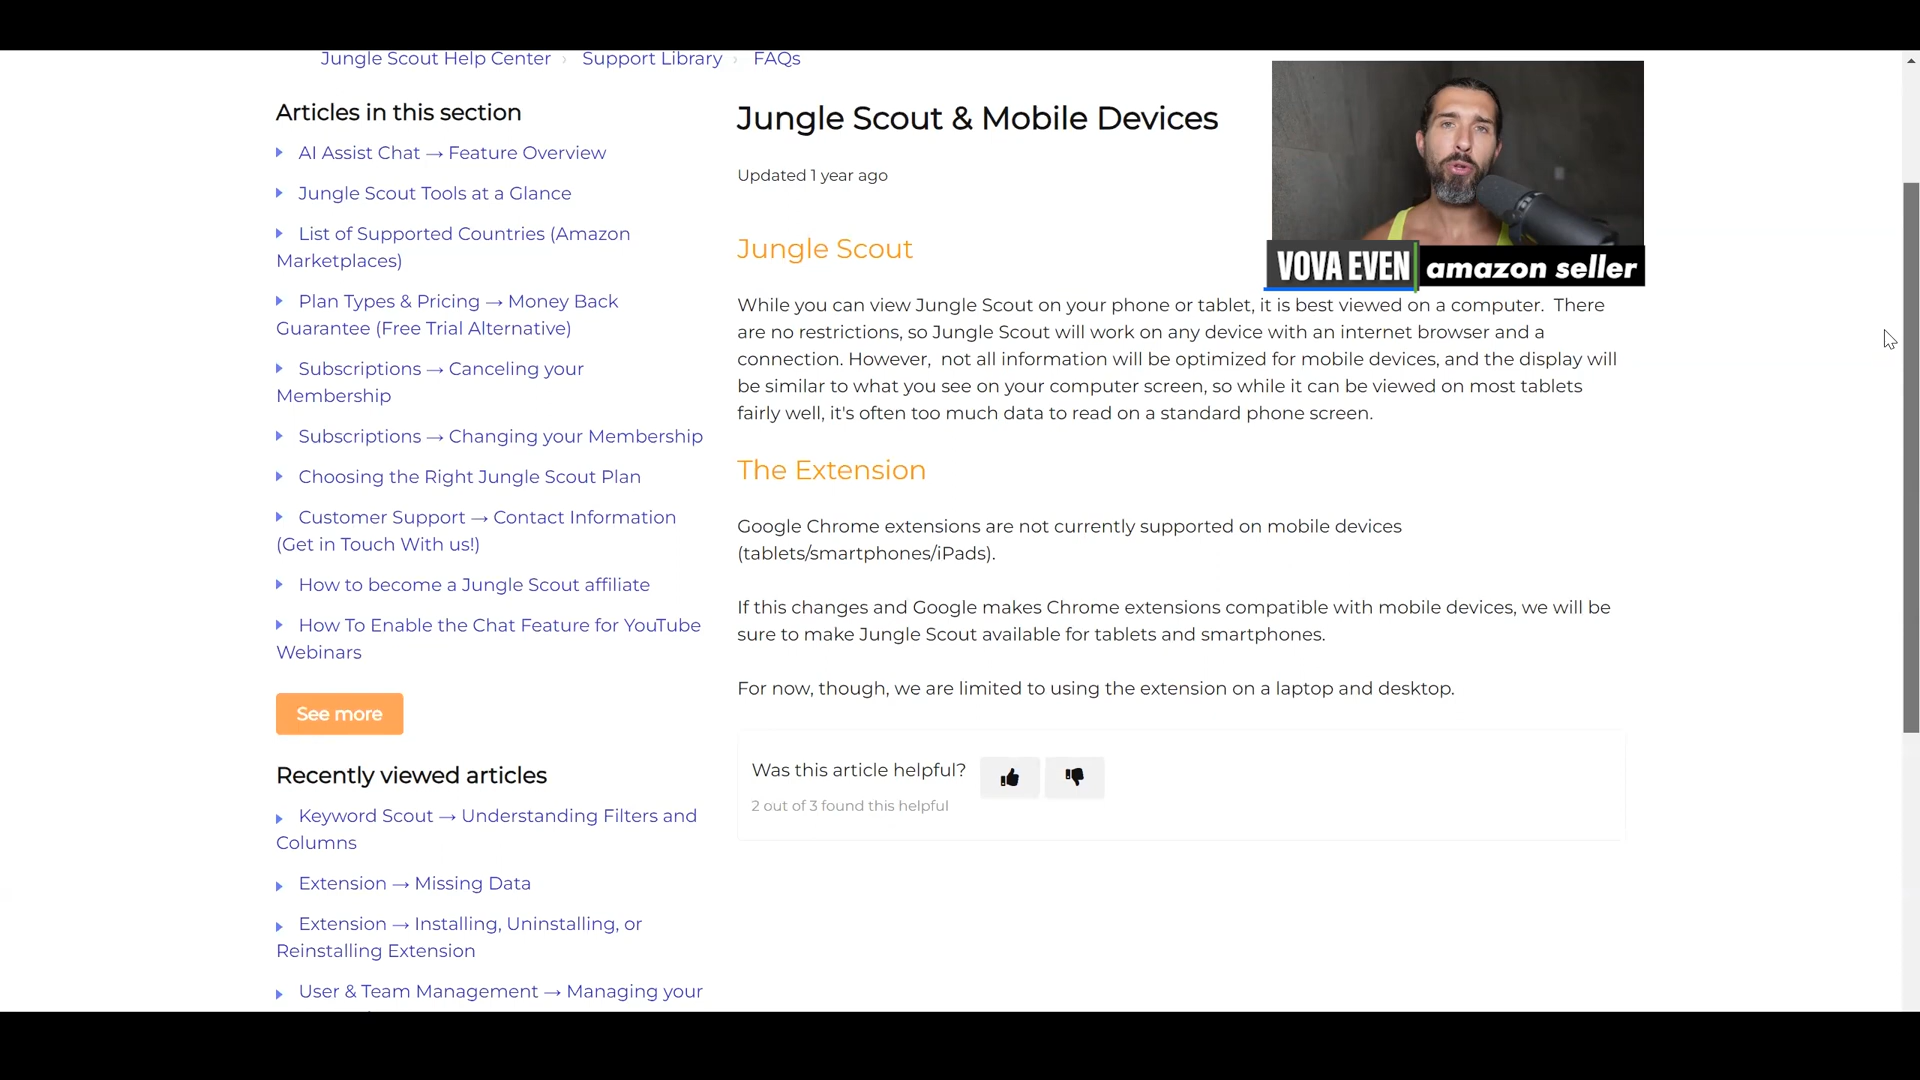 Jungle Scout Help Center › Support Library › FAQs
Articles in this section
AI Assist Chat → Feature Overview
Jungle Scout Tools at a Glance
List of Supported Countries (Amazon
Marketplaces)
Plan Types & Pricing → Money Back
Guarantee (Free Trial Alternative)
Subscriptions → Canceling your
Membership
Subscriptions → Changing your Membership
Choosing the Right Jungle Scout Plan
Customer Support → Contact Information
(Get in Touch With us!)
How to become a Jungle Scout affiliate
How To Enable the Chat Feature for YouTube
Webinars
See more
Recently viewed articles
Keyword Scout → Understanding Filters and
Columns
Extension → Missing Data
Extension → Installing, Uninstalling, or
Reinstalling Extension
User & Team Management → Managing your
Jungle Scout & Mobile Devices
Updated 1 year ago
Jungle Scout
While you can view Jungle Scout on your phone or tablet, it is best viewed on a computer. There
are no restrictions, so Jungle Scout will work on any device with an internet browser and a
connection. However, not all information will be optimized for mobile devices, and the display will
be similar to what you see on your computer screen, so while it can be viewed on most tablets
fairly well, it's often too much data to read on a standard phone screen.
The Extension
Google Chrome extensions are not currently supported on mobile devices
(tablets/smartphones/iPads).
If this changes and Google makes Chrome extensions compatible with mobile devices, we will be
sure to make Jungle Scout available for tablets and smartphones.
For now, though, we are limited to using the extension on a laptop and desktop.
Was this article helpful?
2 out of 3 found this helpful
VOVA EVEN amazon seller